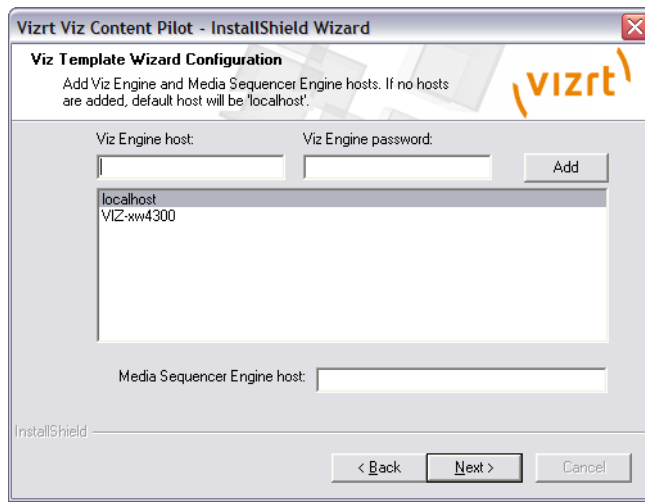 Vizrt Viz Content Pilot - InstallShield Wizard
Viz Template Wizard Configuration
Add Viz Engine and Media Sequencer Engine hosts. If no hosts
are added, default host will be 'localhost'.
vizrt
Viz Engine host:
Viz Engine password:
Add
localhost
VIZ-xw4300
Media Sequencer Engine host:
InstallShield
< Back
Next >
Cancel